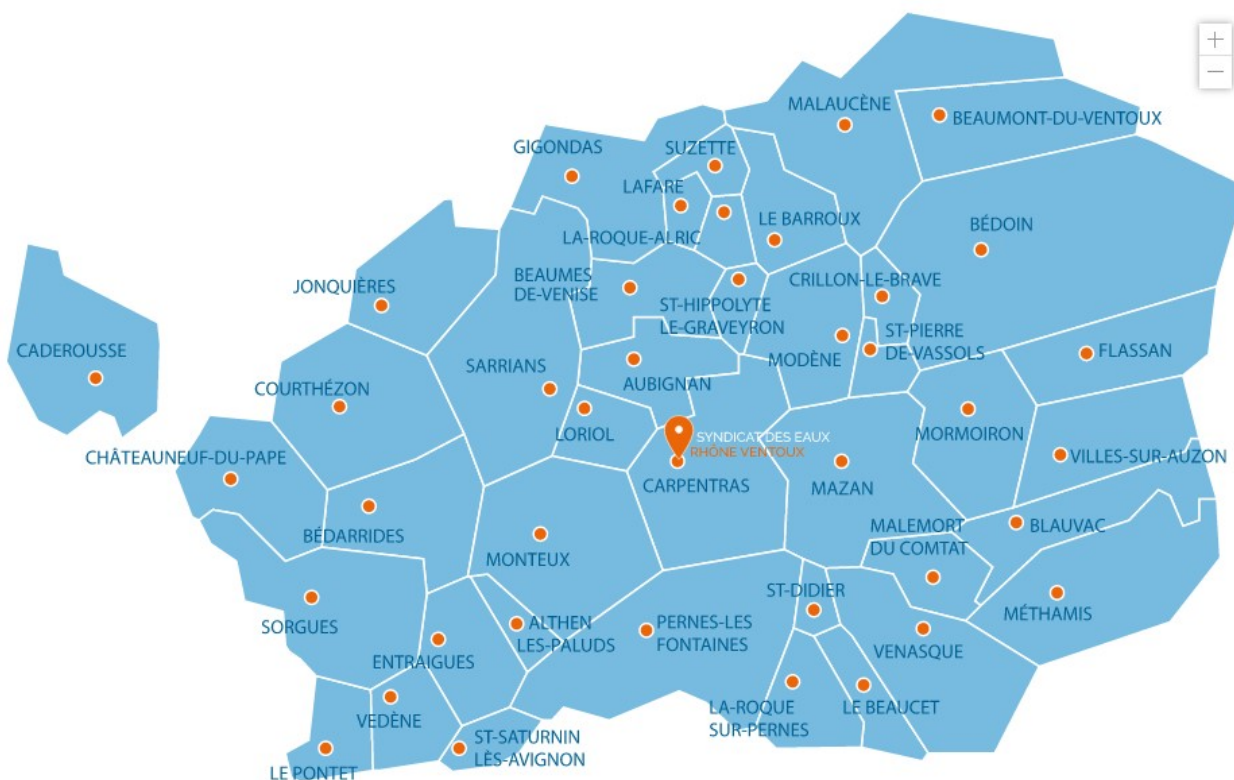 MALAUCÈNE
BEAUMONT-DU-VENTOUX
GIGONDAS
SUZETTE
LAFARE
LE BARROUX
LA-ROQUE-ALRIC
BÉDOIN
JONQUIÈRES
BEAUMES
DE-VENISE
CRILLON-LE-BRAVE
ST-HIPPOLYTE
LE-GRAVEYRON
ST-PIERRE
DE-VASSOLS
CADEROUSSE
FLASSAN
MODÈNE
SARRIANS
AUBIGNAN
COURTHÉZON
LORIOL
MORMOIRON
SYNDICAT DES EAUX
RHÔNE VENTOUX
CHÂTEAUNEUF-DU-PAPE
VILLES-SUR-AUZON
CARPENTRAS
MAZAN
BÉDARRIDES
MALEMORT
DU COMTAT
BLAUVAC
MONTEUX
ST-DIDIER
MÉTHAMIS
SORGUES
ALTHEN
LES-PALUDS
PERNES-LES
FONTAINES
VENASQUE
ENTRAIGUES
LA-ROQUE
SUR-PERNES
LE BEAUCET
VEDÈNE
ST-SATURNIN
LÈS-AVIGNON
LE PONTET